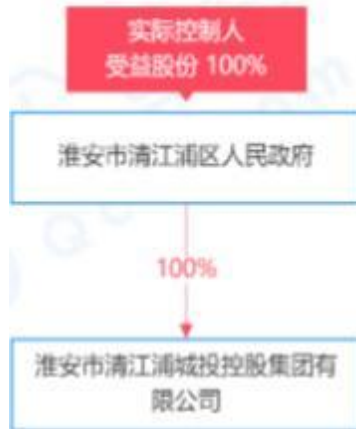 实际控制人
受益股份 100%
淮安市清江浦区人民政府
100%
淮安市清江浦城投控股集团有
限公司